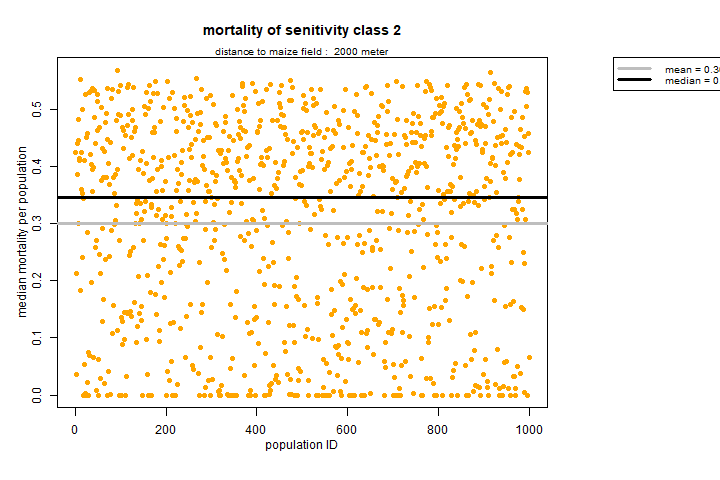 mortality of senitivity class 2
distance to maize field : 2000 meter
mean = 0.30
median = 0
median mortality per population
0.5
0.4
0.3
0.2
0.1
0.0
0 200 400 600 800 1000
population ID